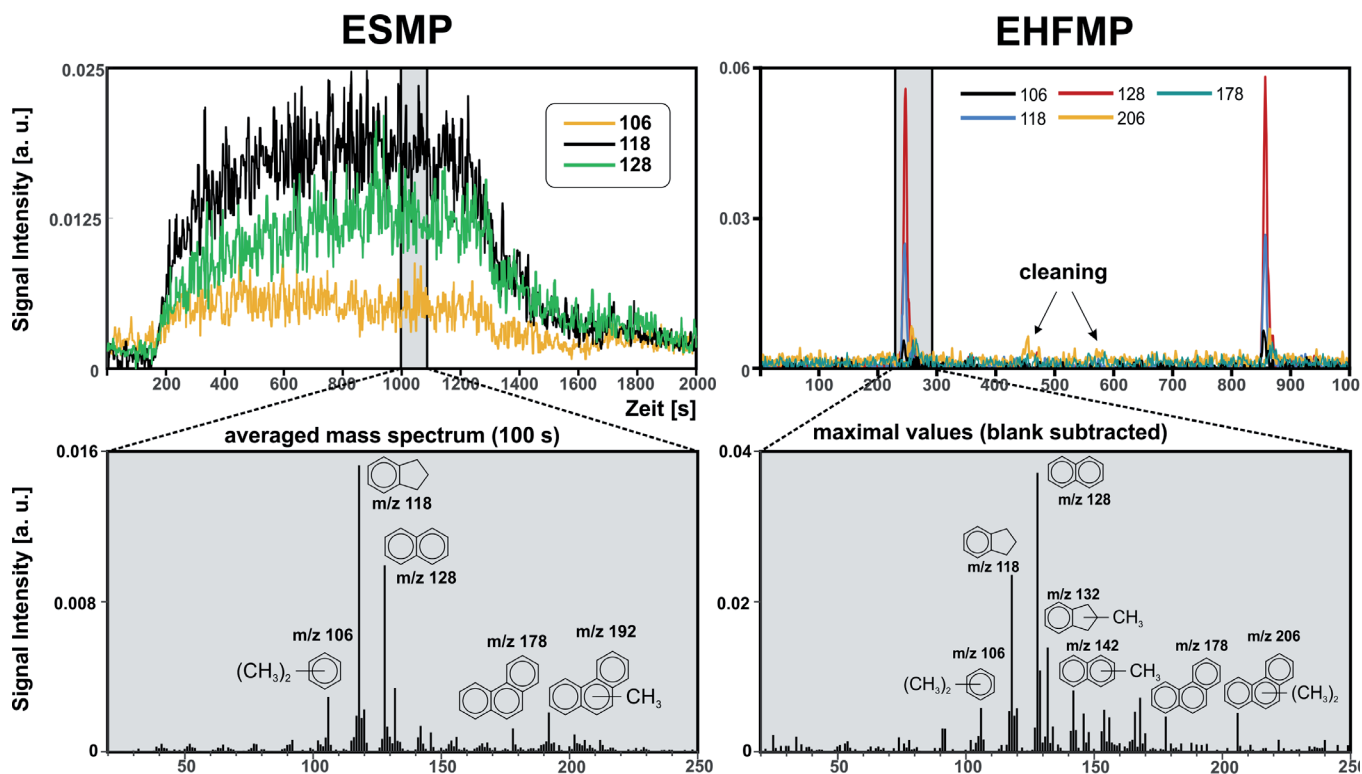 ESMP
EHFMP
Signal Intensity [a. u.]
0.025
0.0125
0
106
118
128
200 400 600 800 1000 1200 1400 1600 1800 2000
Zeit [s]
0.06
0.03
0
106 128 178
118 206
cleaning
100 200 300 400 500 600 700 800 900 100
averaged mass spectrum (100 s)
Signal Intensity [a. u.]
0.016
0.008
0
m/z 118
m/z 128
m/z 106
(CH₃)₂
m/z 178
m/z 192
CH₃
50 100 150 200 250
maximal values (blank subtracted)
0.04
0.02
0
m/z 128
m/z 118
m/z 132
CH₃
m/z 106
(CH₃)₂
m/z 142
CH₃
m/z 178
m/z 206
(CH₃)₂
50 100 150 200 250